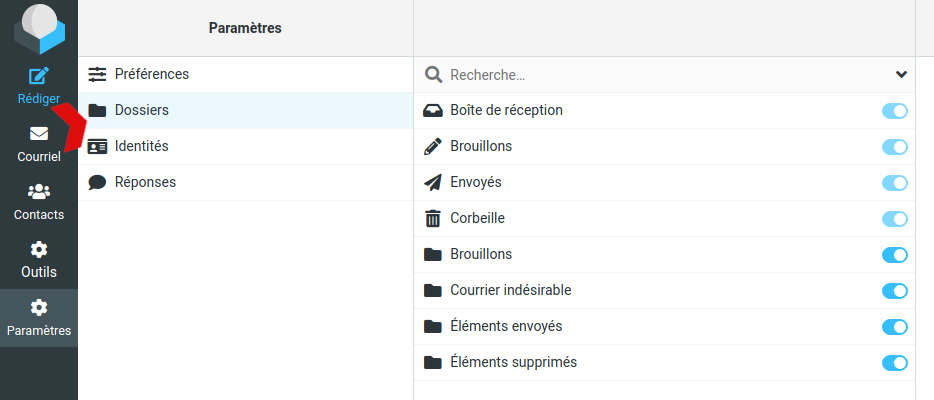 Rédiger
Courriel
Contacts
Outils
Paramètres
Paramètres
Préférences
Dossiers
Identités
Réponses
Recherche…
Boîte de réception
Brouillons
Envoyés
Corbeille
Brouillons
Courrier indésirable
Éléments envoyés
Éléments supprimés